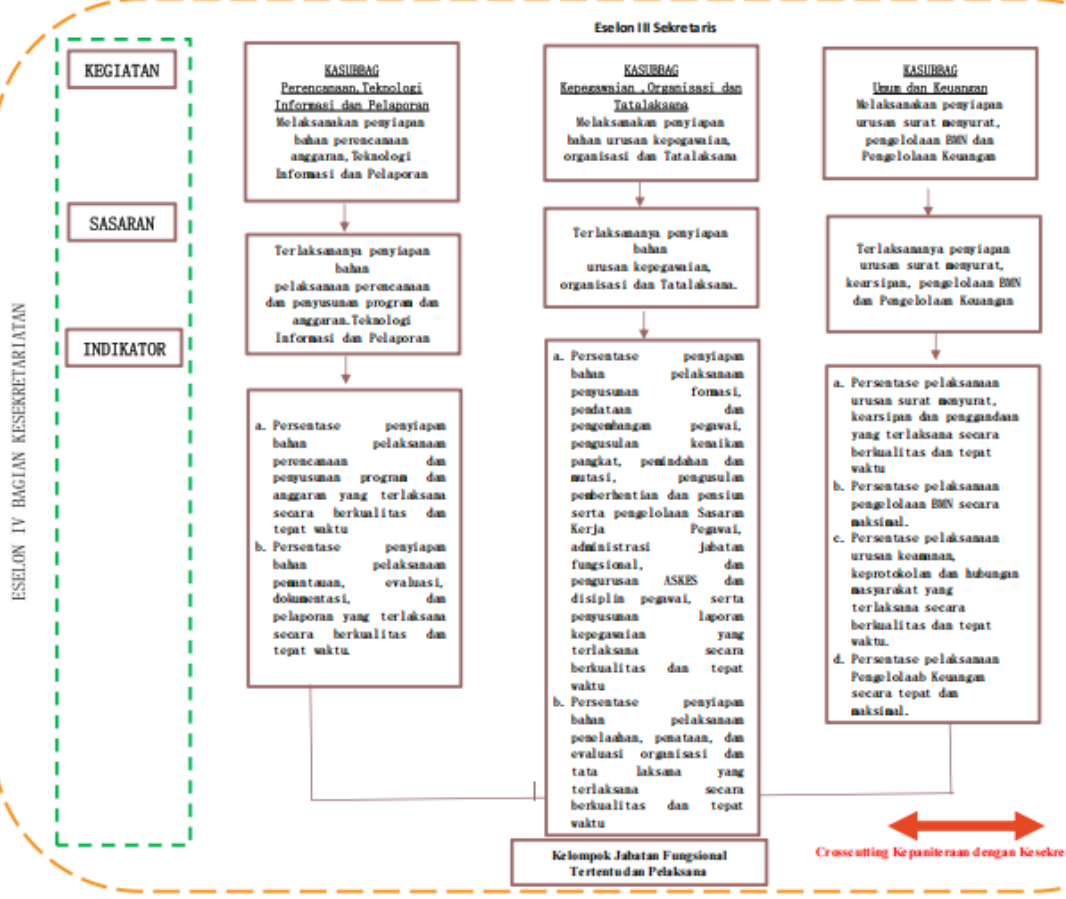 Eselon III Sekretaris
ESELON IV BAGIAN KESEKRETARIATAN
KEGIATAN
SASARAN
INDIKATOR
KASUBBAG
Perencanaan,Teknologi
Informasi dan Pelaporan
Melaksanakan penyiapan
bahan perencanaan
anggaran,Teknologi
Informasi dan Pelaporan
Terlaksananya penyiapan
bahan
pelaksanaan perencanaan
dan penyusunan program dan
anggaran.Teknologi
Informasi dan Pelaporan
a. Persentase penyiapan
bahan pelaksanaan
perencanaan dan
penyusunan program dan
anggaran yang terlaksana
secara berkualitas dan
tepat waktu
b. Persentase penyiapan
bahan pelaksanaan
pemantauan, evaluasi,
dokumentasi, dan
pelaporan yang terlaksana
secara berkualitas dan
tepat waktu.
KASUBBAG
Kepegawaian ,Organisasi dan
Tatalaksana
Melaksanakan penyiapan
bahan urusan kepegawaian,
organisasi dan Tatalaksana
Terlaksananya penyiapan
bahan
urusan kepegawaian,
organisasi dan Tatalaksana.
a. Persentase penyiapan
bahan pelaksanaan
penyusunan formasi,
pendataan dan
pengembangan pegawai,
pengusulan kenaikan
pangkat, pemindahan dan
mutasi, pengusulan
pemberhentian dan pensiun
serta pengelolaan Sasaran
Kerja Pegawai,
administrasi jabatan
fungsional, dan
pengurusan ASKES dan
disiplin pegawai, serta
penyusunan laporan
kepegawaian yang
terlaksana secara
berkualitas dan tepat
waktu
b. Persentase penyiapan
bahan pelaksanaan
penelaahan, penataan, dan
evaluasi organisasi dan
tata laksana yang
terlaksana secara
berkualitas dan tepat
waktu
KASUBBAG
Umum dan Keuangan
Melaksanakan penyiapan
urusan surat menyurat,
pengelolaan BMN dan
Pengelolaan Keuangan
Terlaksananya penyiapan
urusan surat menyurat,
kearsipan, pengelolaan BMN
dan Pengelolaan Keuangan
a. Persentase pelaksanaan
urusan surat menyurat,
kearsipan dan penggandaan
yang terlaksana secara
berkualitas dan tepat
waktu
b. Persentase pelaksanaan
pengelolaan BMN secara
maksimal.
c. Persentase pelaksanaan
urusan keamanan,
keprotokolan dan hubungan
masyarakat yang
terlaksana secara
berkualitas dan tepat
waktu.
d. Persentase pelaksanaan
Pengelolaab Keuangan
secara tepat dan
maksimal.
Kelompok Jabatan Fungsional
Tertentu dan Pelaksana
Crosscutting Kepaniteraan dengan Kesekre